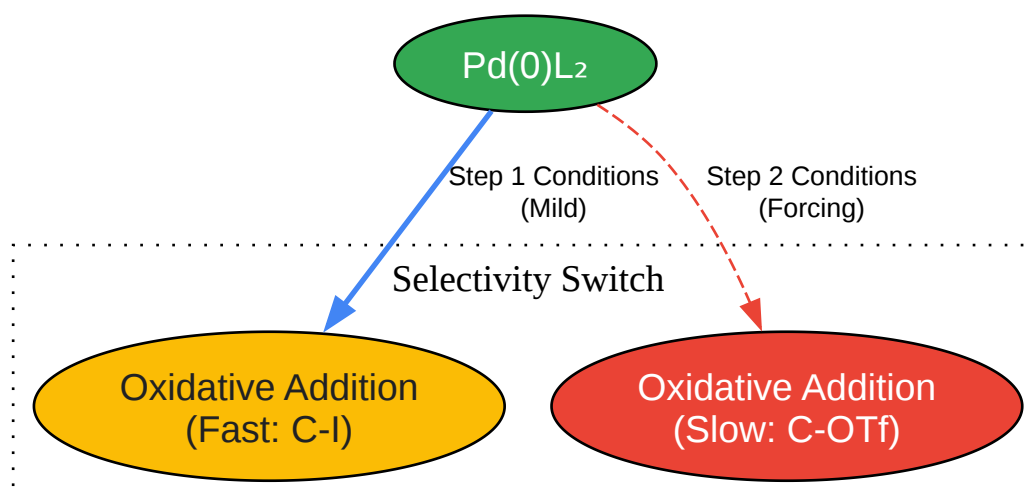 Pd(0)L₂
Step 1 Conditions
(Mild)
Step 2 Conditions
(Forcing)
Selectivity Switch
Oxidative Addition
(Fast: C-I)
Oxidative Addition
(Slow: C-OTf)